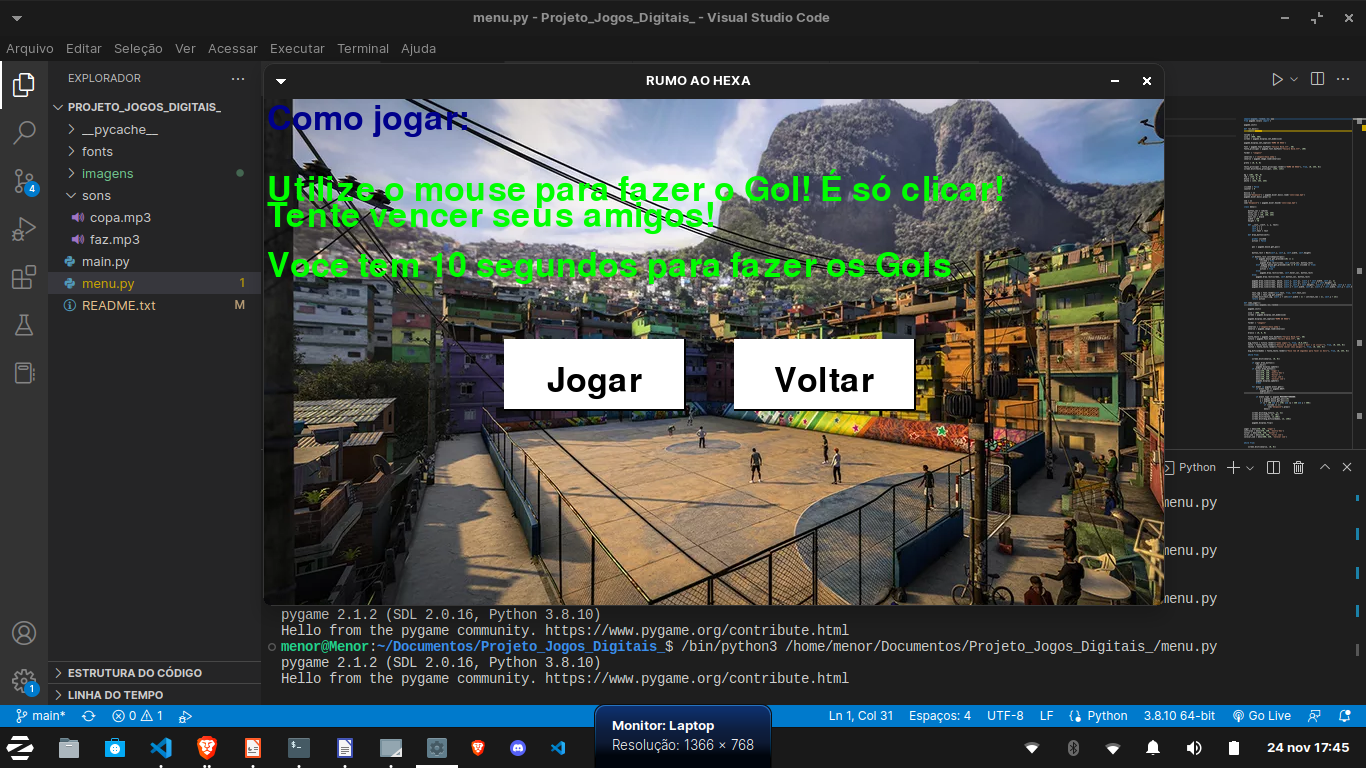 menu.py - Projeto_Jogos_Digitais_ - Visual Studio Code
Arquivo Editar Seleção Ver Acessar Executar Terminal Ajuda
EXPLORADOR
PROJETO_JOGOS_DIGITAIS_
__pycache__
fonts
imagens
sons
copa.mp3
faz.mp3
main.py
menu.py 1
README.txt M
4
1
ESTRUTURA DO CÓDIGO
LINHA DO TEMPO
RUMO AO HEXA
Como jogar:
Utilize o mouse para fazer o Gol! É só clicar!
Tente vencer seus amigos!
Voce tem 10 segundos para fazer os Gols
Jogar Voltar
Python
menu.py
menu.py
menu.py
pygame 2.1.2 (SDL 2.0.16, Python 3.8.10)
Hello from the pygame community. https://www.pygame.org/contribute.html
menor@Menor:~/Documentos/Projeto_Jogos_Digitais_$ /bin/python3 /home/menor/Documentos/Projeto_Jogos_Digitais_/menu.py
pygame 2.1.2 (SDL 2.0.16, Python 3.8.10)
Hello from the pygame community. https://www.pygame.org/contribute.html
main* 0 1 Ln 1, Col 31 Espaços: 4 UTF-8 LF Python 3.8.10 64-bit Go Live
Monitor: Laptop
Resolução: 1366 × 768
24 nov 17:45